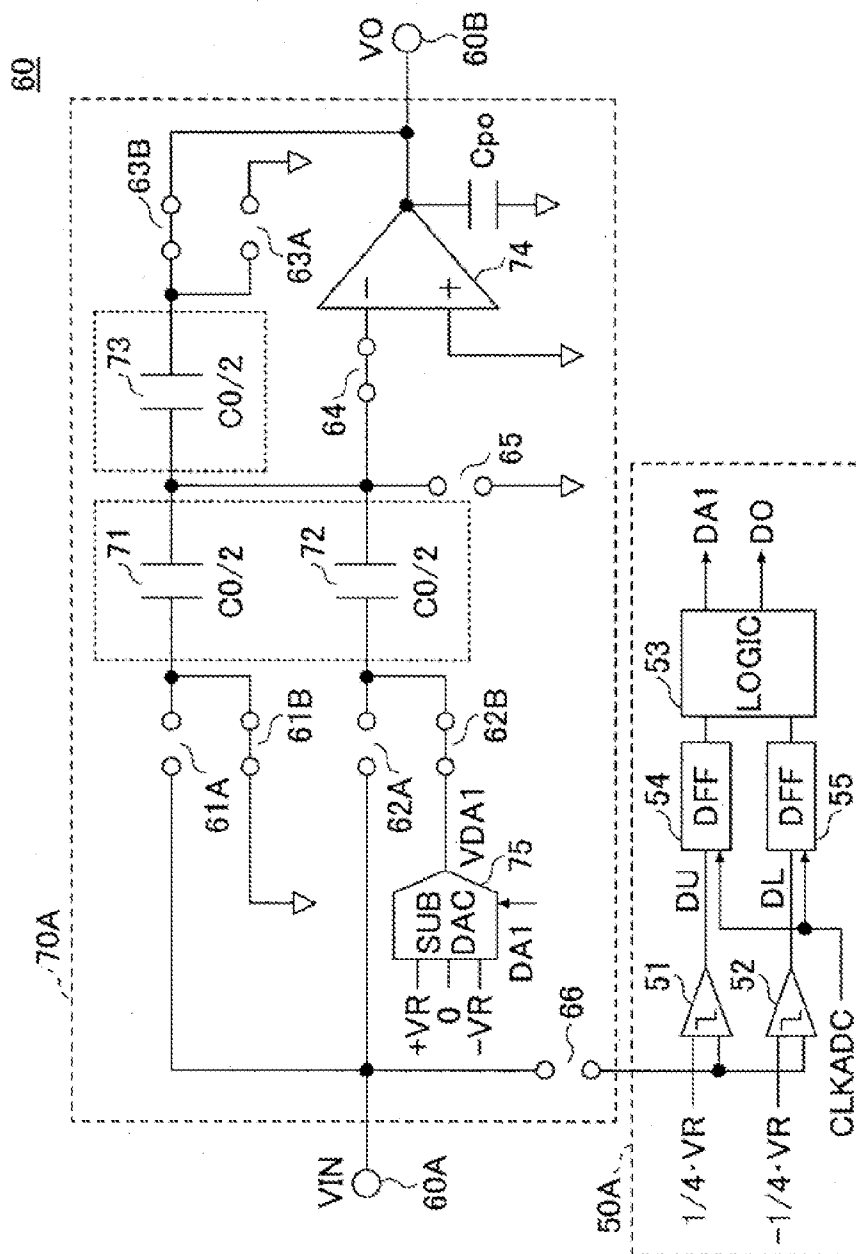 60
70A
VIN
60A
61A
61B
62A
62B
VDA1
+VR
0
-VR
SUB
DAC
75
DA1
66
71
C0/2
72
C0/2
73
C0/2
63B
63A
64
65
-
+
74
Cpo
VO
60B
50A
1/4·VR
-1/4·VR
CLKADC
51
52
DU
DL
54
DFF
DFF
55
53
LOGIC
DA1
DO